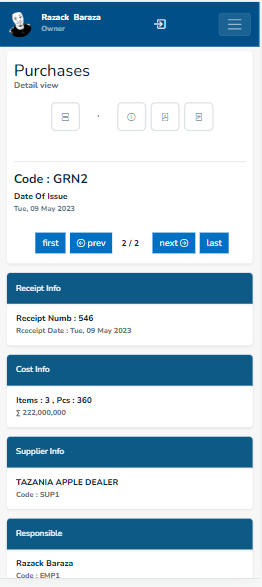 Razack Baraza
Owner
Purchases
Detail view
Code : GRN2
Date Of Issue
Tue, 09 May 2023
first
prev
2 / 2
next
last
Receipt Info
Receipt Numb : 546
Rceceipt Date : Tue, 09 May 2023
Cost Info
Items : 3 , Pcs : 360
∑ 222,000,000
Supplier Info
TAZANIA APPLE DEALER
Code : SUP1
Responsible
Razack Baraza
Code : EMP1